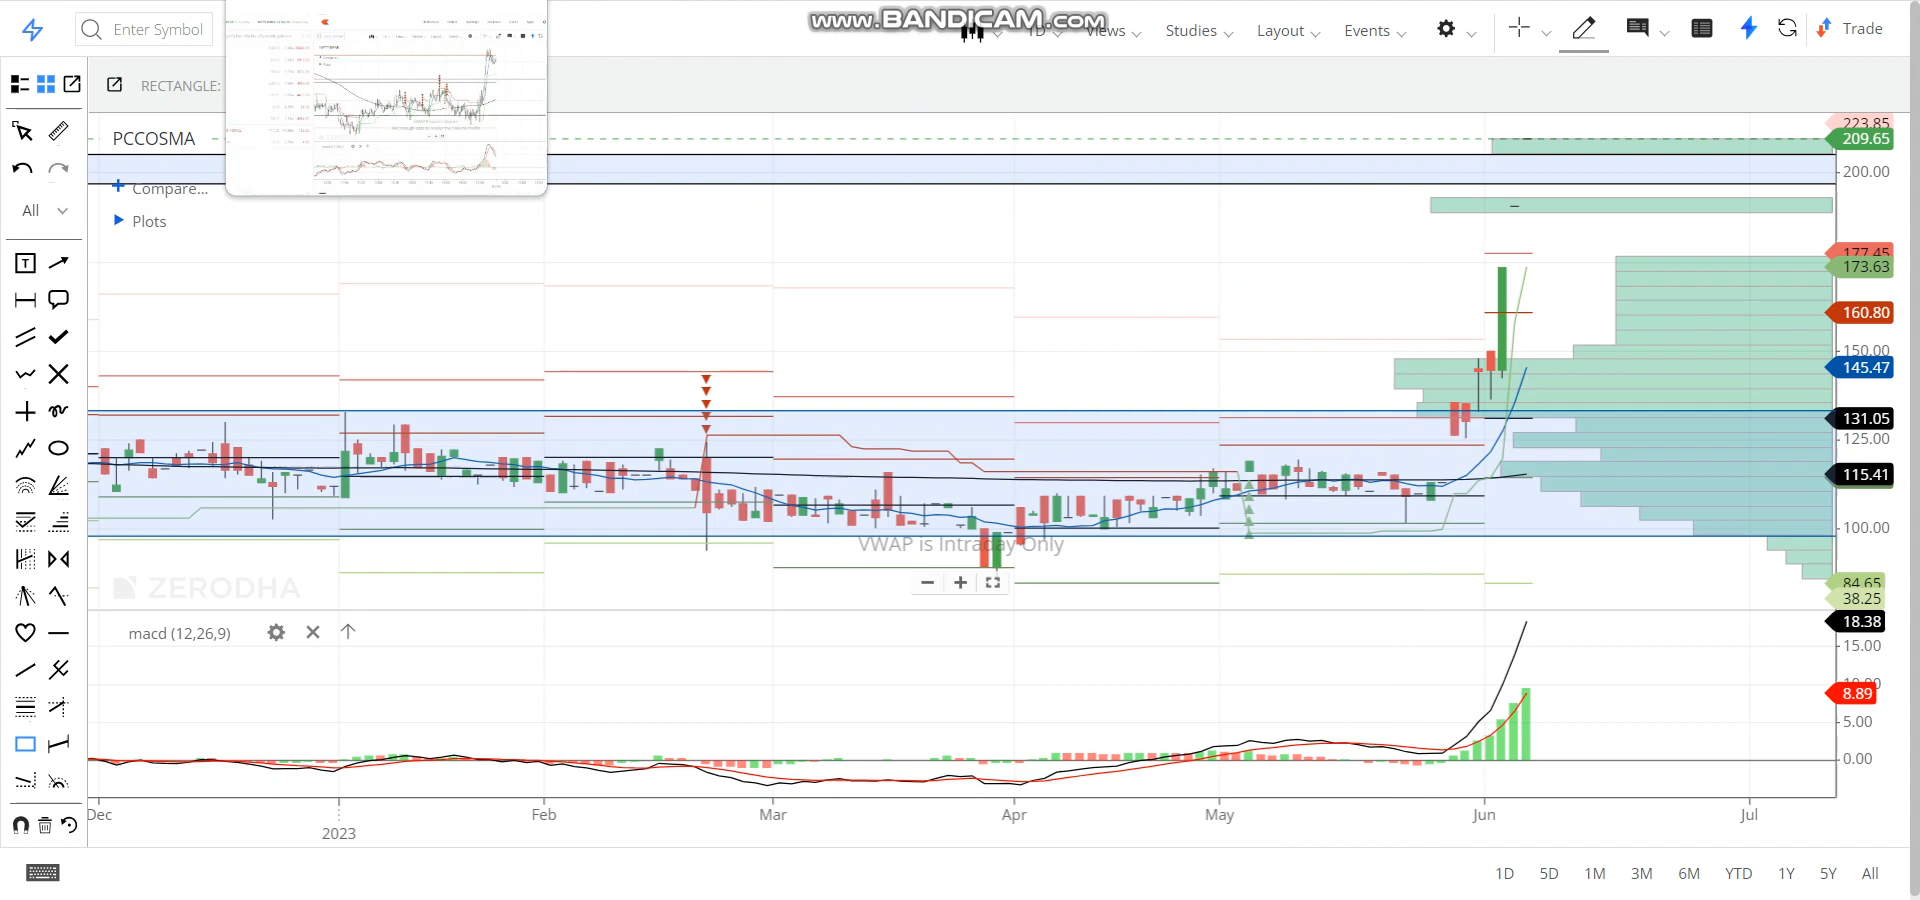 www.BANDICAM.com
Enter Symbol
1D
Views
Studies
Layout
Events
Trade
RECTANGLE:
PCCOSMA
Compare...
Plots
All
T
223.85
209.65
200.00
177.45
173.63
160.80
150.00
145.47
131.05
125.00
115.41
100.00
84.65
38.25
VWAP is Intraday Only
ZERODHA
macd (12,26,9)
18.38
15.00
10.00
8.89
5.00
0.00
Dec
2023
Feb
Mar
Apr
May
Jun
Jul
1D 5D 1M 3M 6M YTD 1Y 5Y All